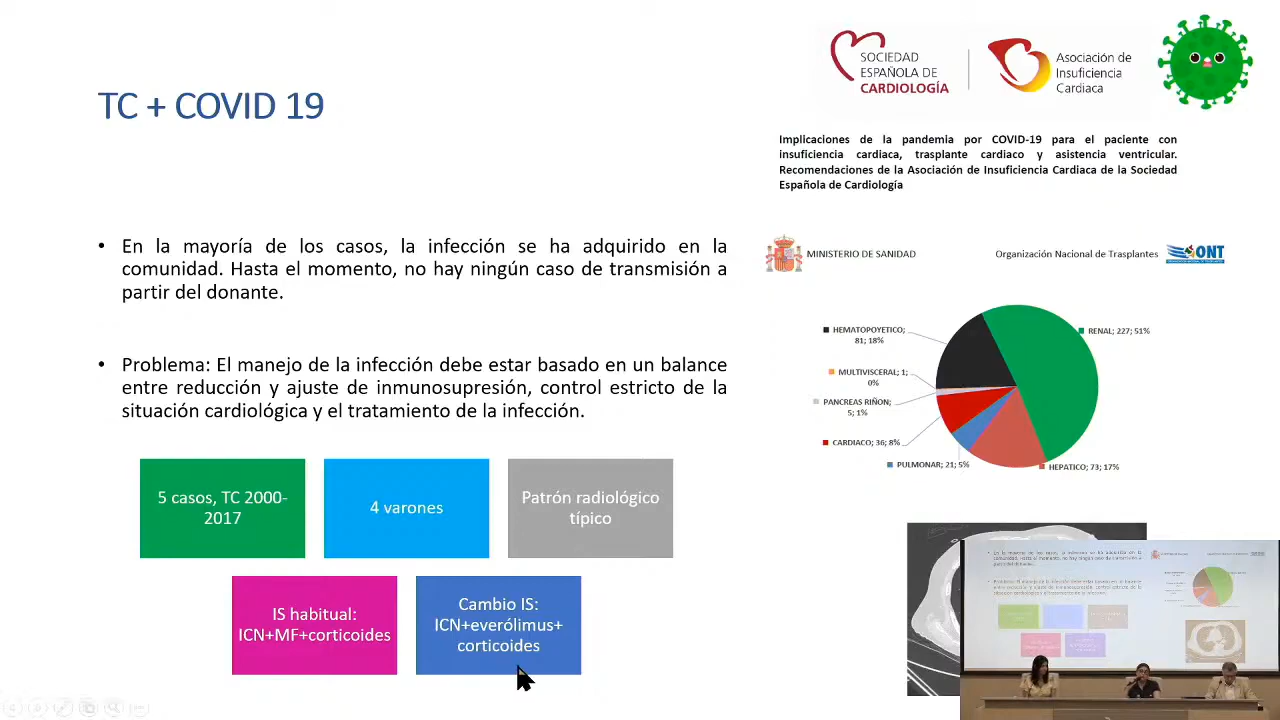 TC + COVID 19
SOCIEDAD
ESPAÑOLA DE
CARDIOLOGÍA
Asociación de
Insuficiencia
Cardiaca
Implicaciones de la pandemia por COVID-19 para el paciente con
insuficiencia cardiaca, trasplante cardiaco y asistencia ventricular.
Recomendaciones de la Asociación de Insuficiencia Cardiaca de la Sociedad
Española de Cardiología
• En la mayoría de los casos, la infección se ha adquirido en la
comunidad. Hasta el momento, no hay ningún caso de transmisión a
partir del donante.
• Problema: El manejo de la infección debe estar basado en un balance
entre reducción y ajuste de inmunosupresión, control estricto de la
situación cardiológica y el tratamiento de la infección.
MINISTERIO DE SANIDAD
Organización Nacional de Trasplantes
ONT
HEMATOPOYETICO;
81; 18%
RENAL; 227; 51%
MULTIVISCERAL; 1;
0%
PANCREAS RIÑON;
5; 1%
CARDIACO; 36; 8%
PULMONAR; 21; 5%
HEPATICO; 73; 17%
5 casos, TC 2000-
2017
4 varones
Patrón radiológico
típico
IS habitual:
ICN+MF+corticoides
Cambio IS:
ICN+everólimus+
corticoides